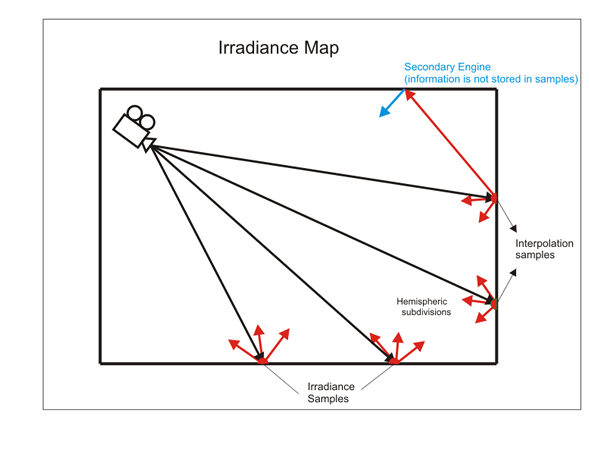 Irradiance Map
Secondary Engine
(information is not stored in samples)
Interpolation
samples
Hemispheric
subdivisions
Irradiance
Samples